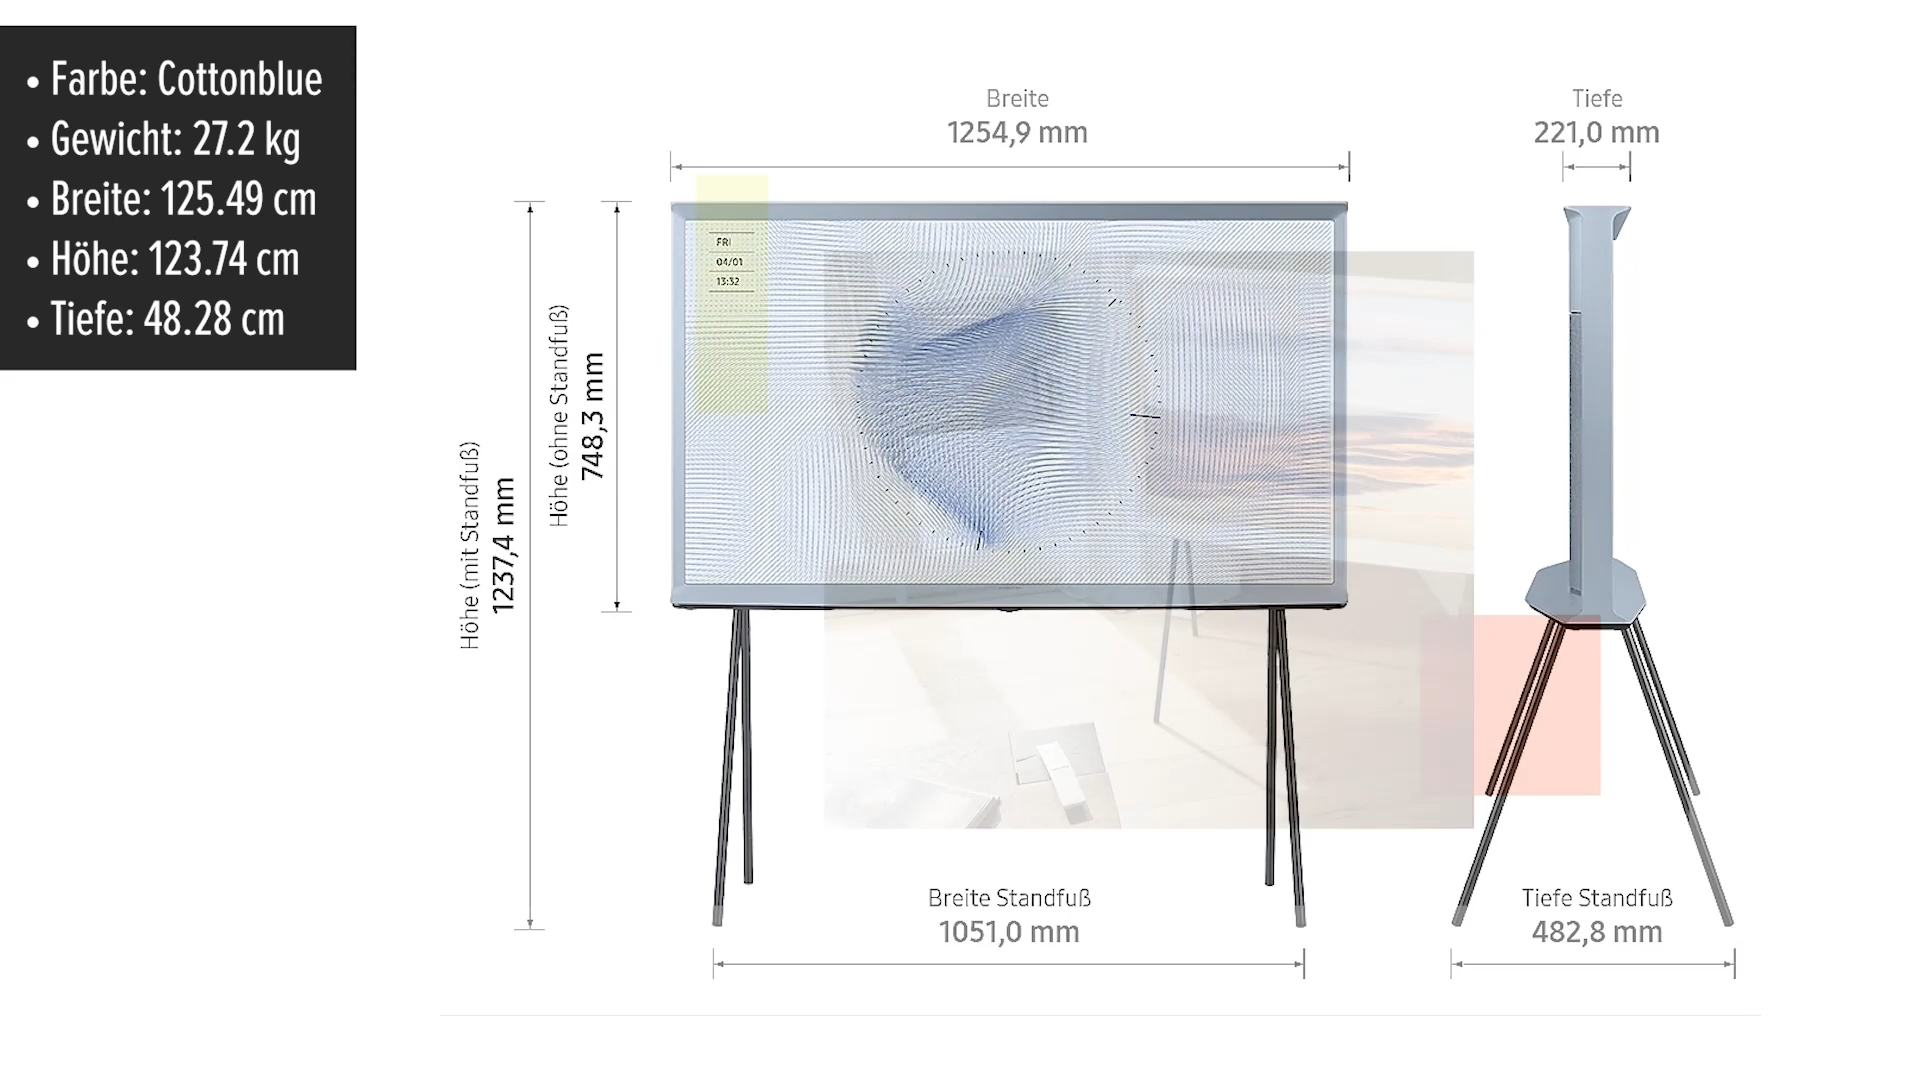 • Farbe: Cottonblue
• Gewicht: 27.2 kg
• Breite: 125.49 cm
• Höhe: 123.74 cm
• Tiefe: 48.28 cm
Breite
1254,9 mm
Tiefe
221,0 mm
FRI
04/01
13:32
Höhe (ohne Standfuß)
748,3 mm
Höhe (mit Standfuß)
1237,4 mm
Breite Standfuß
1051,0 mm
Tiefe Standfuß
482,8 mm